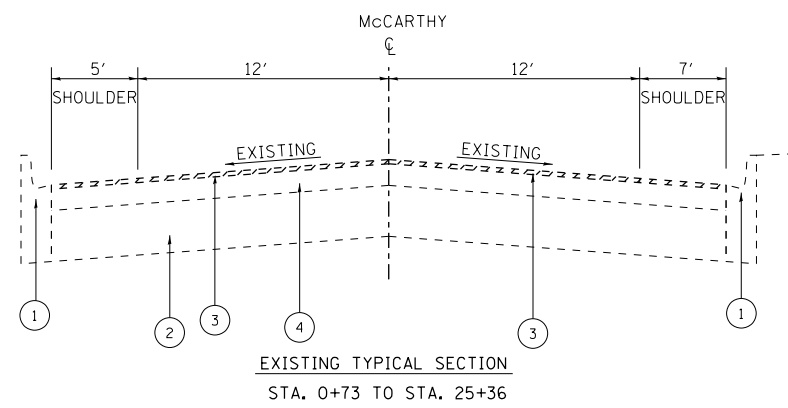 McCARTHY
℄
5' 12' 12' 7'
SHOULDER SHOULDER
EXISTING EXISTING
1 2 3 4 3 1
EXISTING TYPICAL SECTION
STA. 0+73 TO STA. 25+36